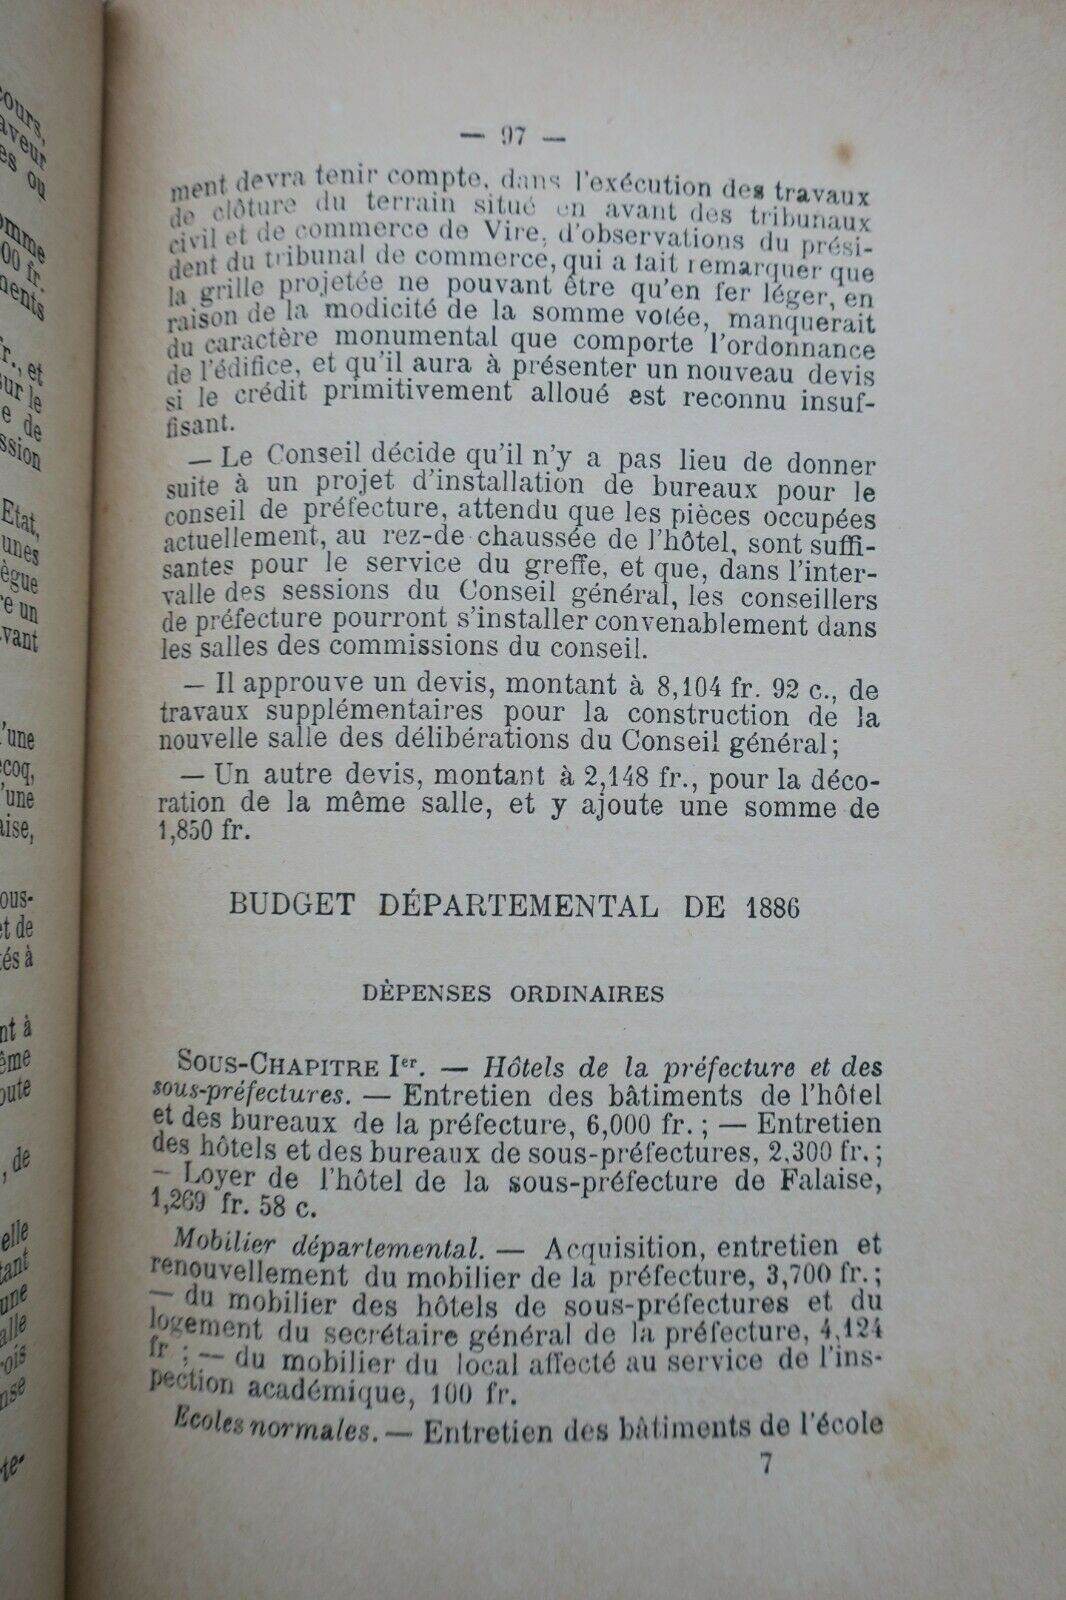 — 97 —
ment devra tenir compte, dans l'exécution des travaux
de clôture du terrain situé en avant des tribunaux
civil et de commerce de Vire, d'observations du prési-
dent du tribunal de commerce, qui a fait remarquer que
la grille projetée ne pouvant être qu'en fer léger, en
raison de la modicité de la somme votée, manquerait
du caractère monumental que comporte l'ordonnance
de l'édifice, et qu'il aura à présenter un nouveau devis
si le crédit primitivement alloué est reconnu insuf-
fisant.
— Le Conseil décide qu'il n'y a pas lieu de donner
suite à un projet d'installation de bureaux pour le
conseil de préfecture, attendu que les pièces occupées
actuellement, au rez-de chaussée de l'hôtel, sont suffi-
santes pour le service du greffe, et que, dans l'inter-
valle des sessions du Conseil général, les conseillers
de préfecture pourront s'installer convenablement dans
les salles des commissions du conseil.
— Il approuve un devis, montant à 8,104 fr. 92 c., de
travaux supplémentaires pour la construction de la
nouvelle salle des délibérations du Conseil général;
— Un autre devis, montant à 2,148 fr., pour la déco-
ration de la même salle, et y ajoute une somme de
1,850 fr.
BUDGET DÉPARTEMENTAL DE 1886
DÈPENSES ORDINAIRES
SOUS-CHAPITRE Ier. — Hôtels de la préfecture et des
sous-préfectures. — Entretien des bâtiments de l'hôtel
et des bureaux de la préfecture, 6,000 fr. ; — Entretien
des hôtels et des bureaux de sous-préfectures, 2,300 fr. ;
— Loyer de l'hôtel de la sous-préfecture de Falaise,
1,269 fr. 58 c.
Mobilier départemental. — Acquisition, entretien et
renouvellement du mobilier de la préfecture, 3,700 fr. ;
— du mobilier des hôtels de sous-préfectures et du
logement du secrétaire général de la préfecture, 4,124
fr ; — du mobilier du local affecté au service de l'ins-
pection académique, 100 fr.
Ecoles normales. — Entretien des bâtiments de l'école
7